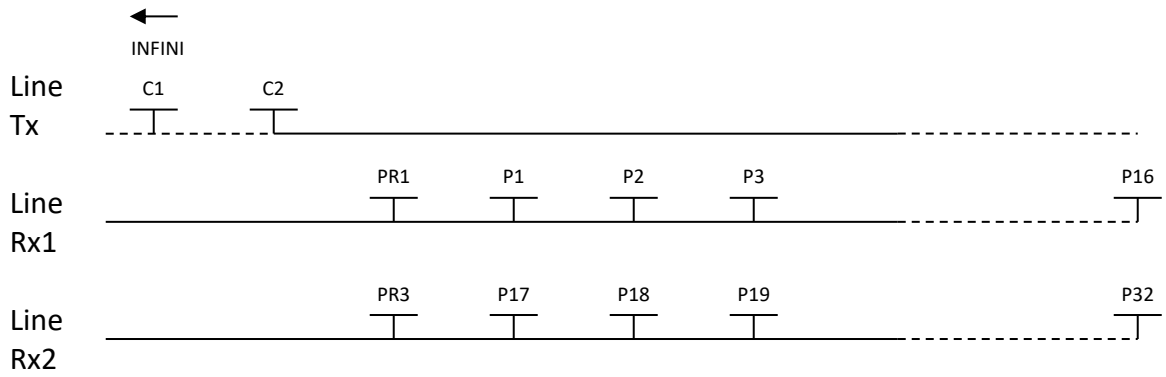 INFINI
Line Tx
C1 C2
Line Rx1
PR1 P1 P2 P3 P16
Line Rx2
PR3 P17 P18 P19 P32